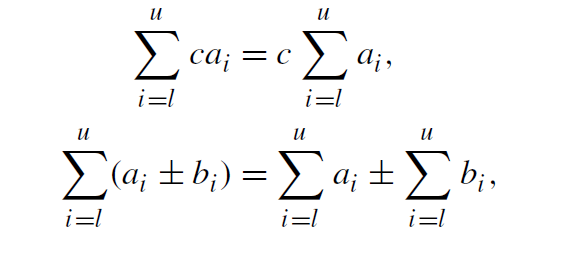 $$\sum_{i=l}^{u} ca_i = c \sum_{i=l}^{u} a_i,$$
$$\sum_{i=l}^{u} (a_i \pm b_i) = \sum_{i=l}^{u} a_i \pm \sum_{i=l}^{u} b_i,$$